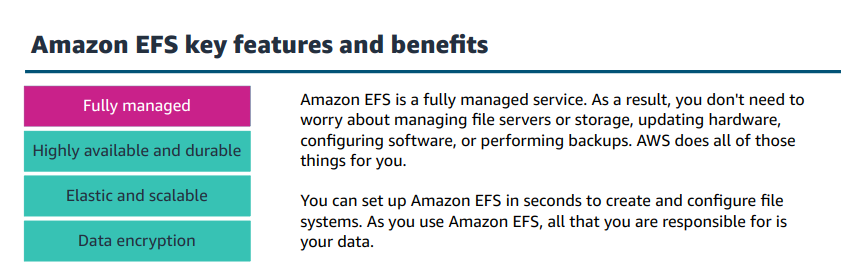 Amazon EFS key features and benefits
Fully managed
Highly available and durable
Elastic and scalable
Data encryption
Amazon EFS is a fully managed service. As a result, you don't need to
worry about managing file servers or storage, updating hardware,
configuring software, or performing backups. AWS does all of those
things for you.
You can set up Amazon EFS in seconds to create and configure file
systems. As you use Amazon EFS, all that you are responsible for is
your data.